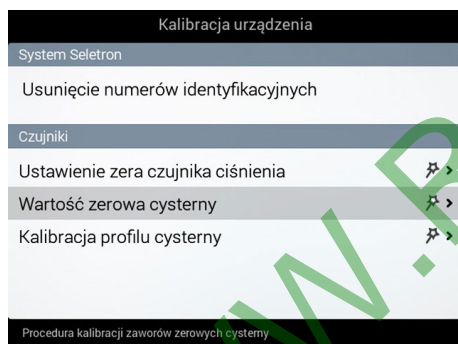 Kalibracja urządzenia
System Seletron
Usunięcie numerów identyfikacyjnych
Czujniki
Ustawienie zera czujnika ciśnienia
Wartość zerowa cysterny
Kalibracja profilu cysterny
Procedura kalibracji zaworów zerowych cysterny